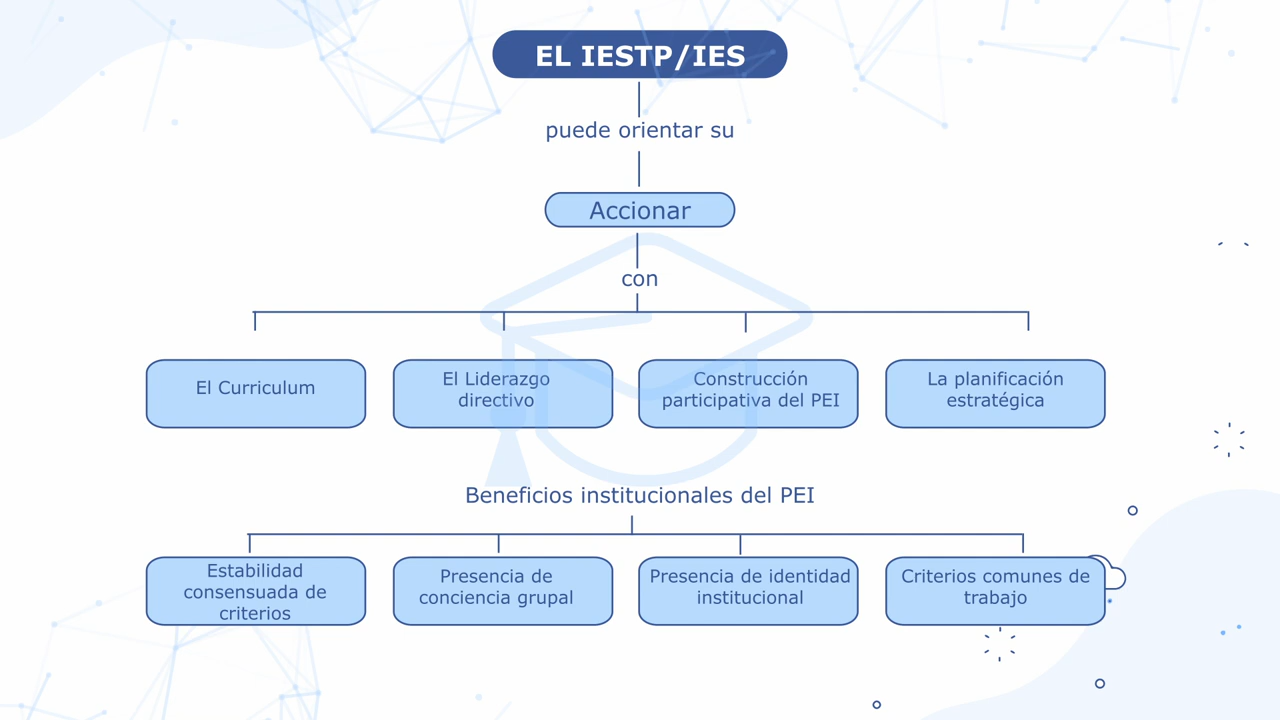 EL IESTP/IES
puede orientar su
Accionar
con
El Curriculum
El Liderazgo
directivo
Construcción
participativa del PEI
La planificación
estratégica
Beneficios institucionales del PEI
Estabilidad
consensuada de
criterios
Presencia de
conciencia grupal
Presencia de identidad
institucional
Criterios comunes de
trabajo